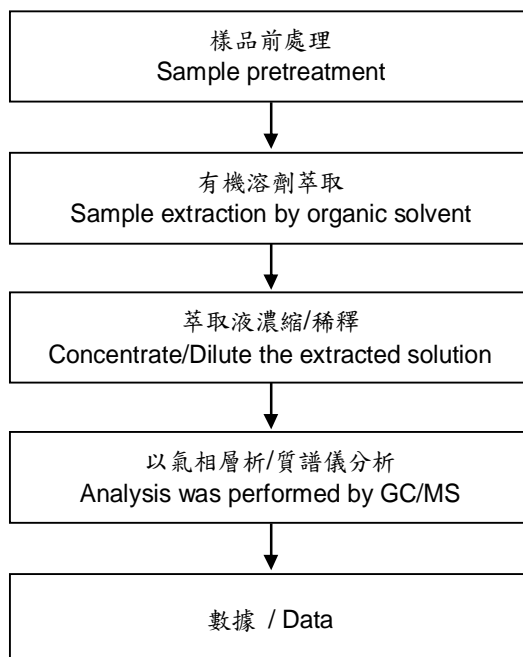 樣品前處理
Sample pretreatment
有機溶劑萃取
Sample extraction by organic solvent
萃取液濃縮/稀釋
Concentrate/Dilute the extracted solution
以氣相層析/質譜儀分析
Analysis was performed by GC/MS
數據 / Data